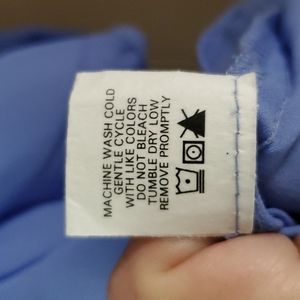 MACHINE WASH COLD
GENTLE CYCLE
WITH LIKE COLORS
DO NOT BLEACH
TUMBLE DRY LOW
REMOVE PROMPTLY